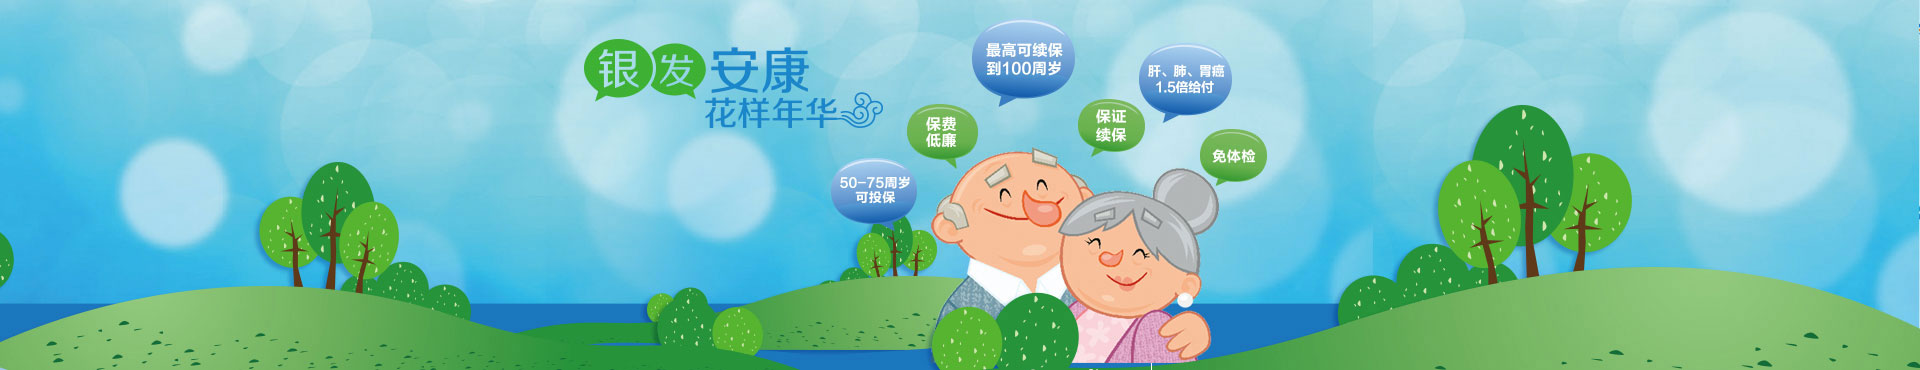 银发安康
花样年华
最高可续保
到100周岁
肝、肺、胃癌
1.5倍给付
保费
低廉
保证
续保
免体检
50-75周岁
可投保